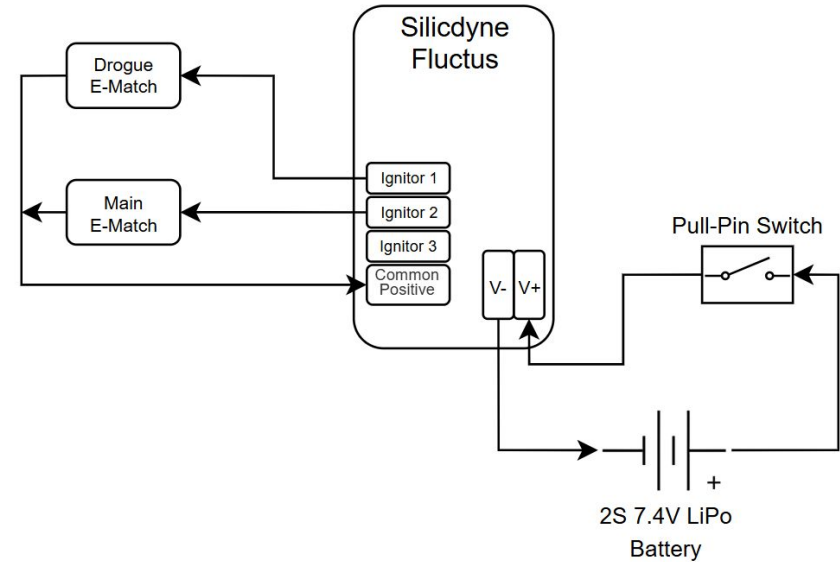 Silicdyne
Fluctus
Drogue
E-Match
Main
E-Match
Ignitor 1
Ignitor 2
Ignitor 3
Common
Positive
V- V+
Pull-Pin Switch
+
2S 7.4V LiPo
Battery